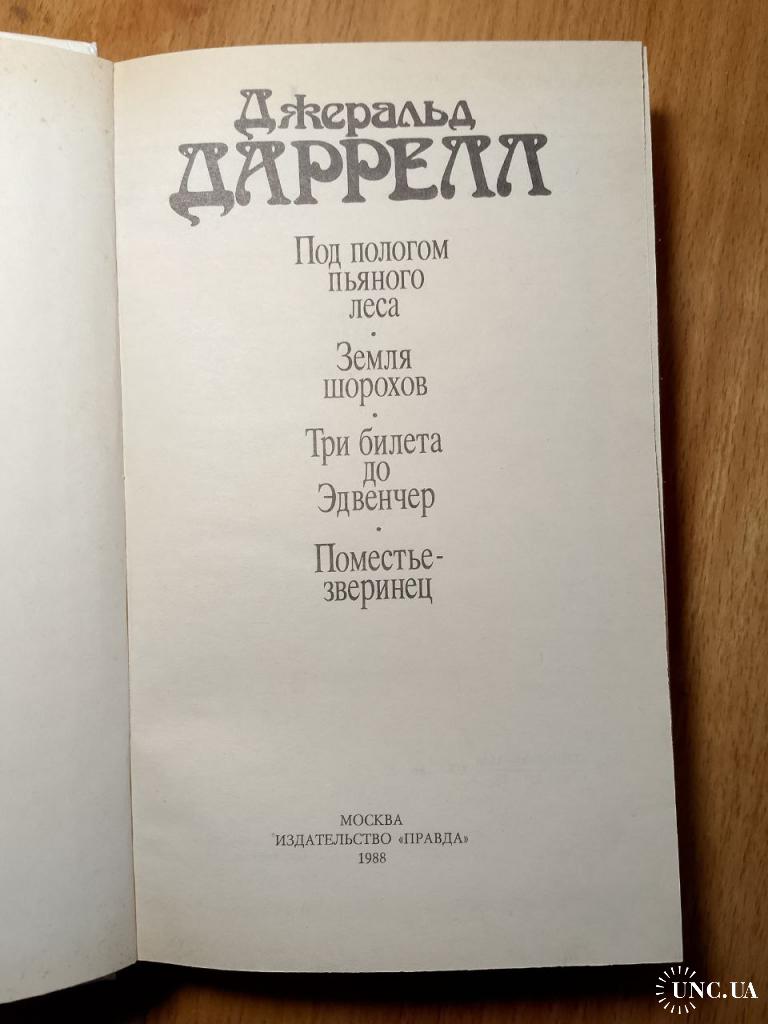 Джеральд
ДАРРЕЛЛ
Под пологом
пьяного
леса
·
Земля
шорохов
·
Три билета
до
Эдвенчер
·
Поместье-
зверинец
МОСКВА
ИЗДАТЕЛЬСТВО «ПРАВДА»
1988
UNC.UA